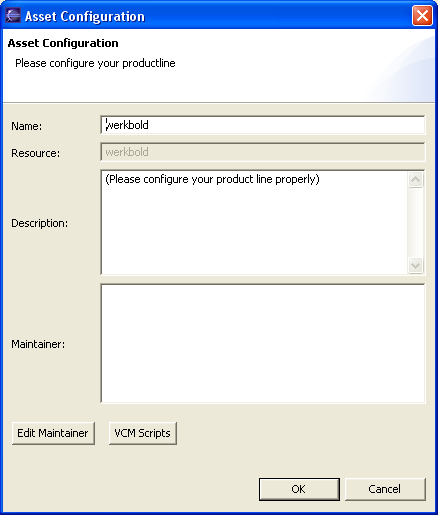 Asset Configuration
Asset Configuration
Please configure your productline
Name: werkbold
Resource: werkbold
Description: (Please configure your product line properly)
Maintainer:
Edit Maintainer VCM Scripts
OK Cancel